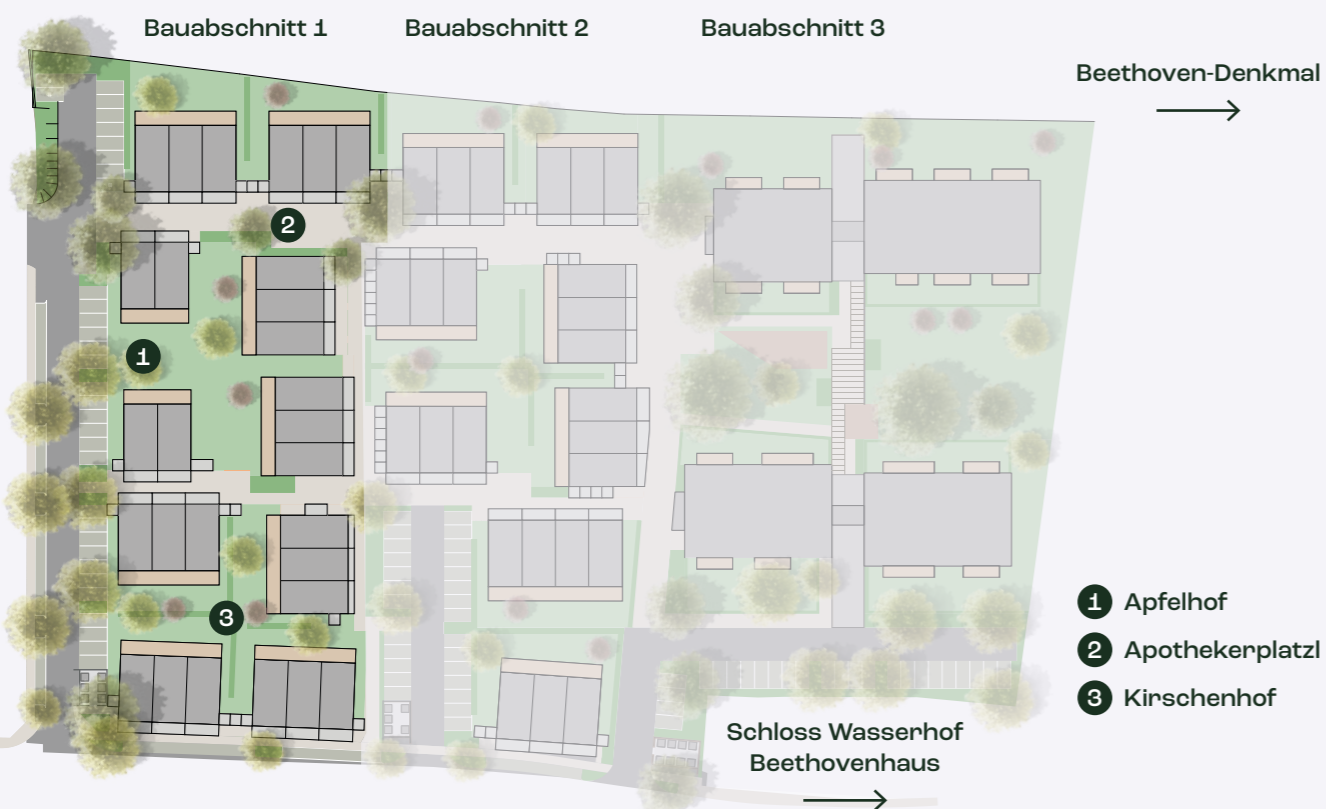 Bauabschnitt 1
Bauabschnitt 2
Bauabschnitt 3
Beethoven-Denkmal
2
1
3
1 Apfelhof
2 Apothekerplatzl
3 Kirschenhof
Schloss Wasserhof
Beethovenhaus